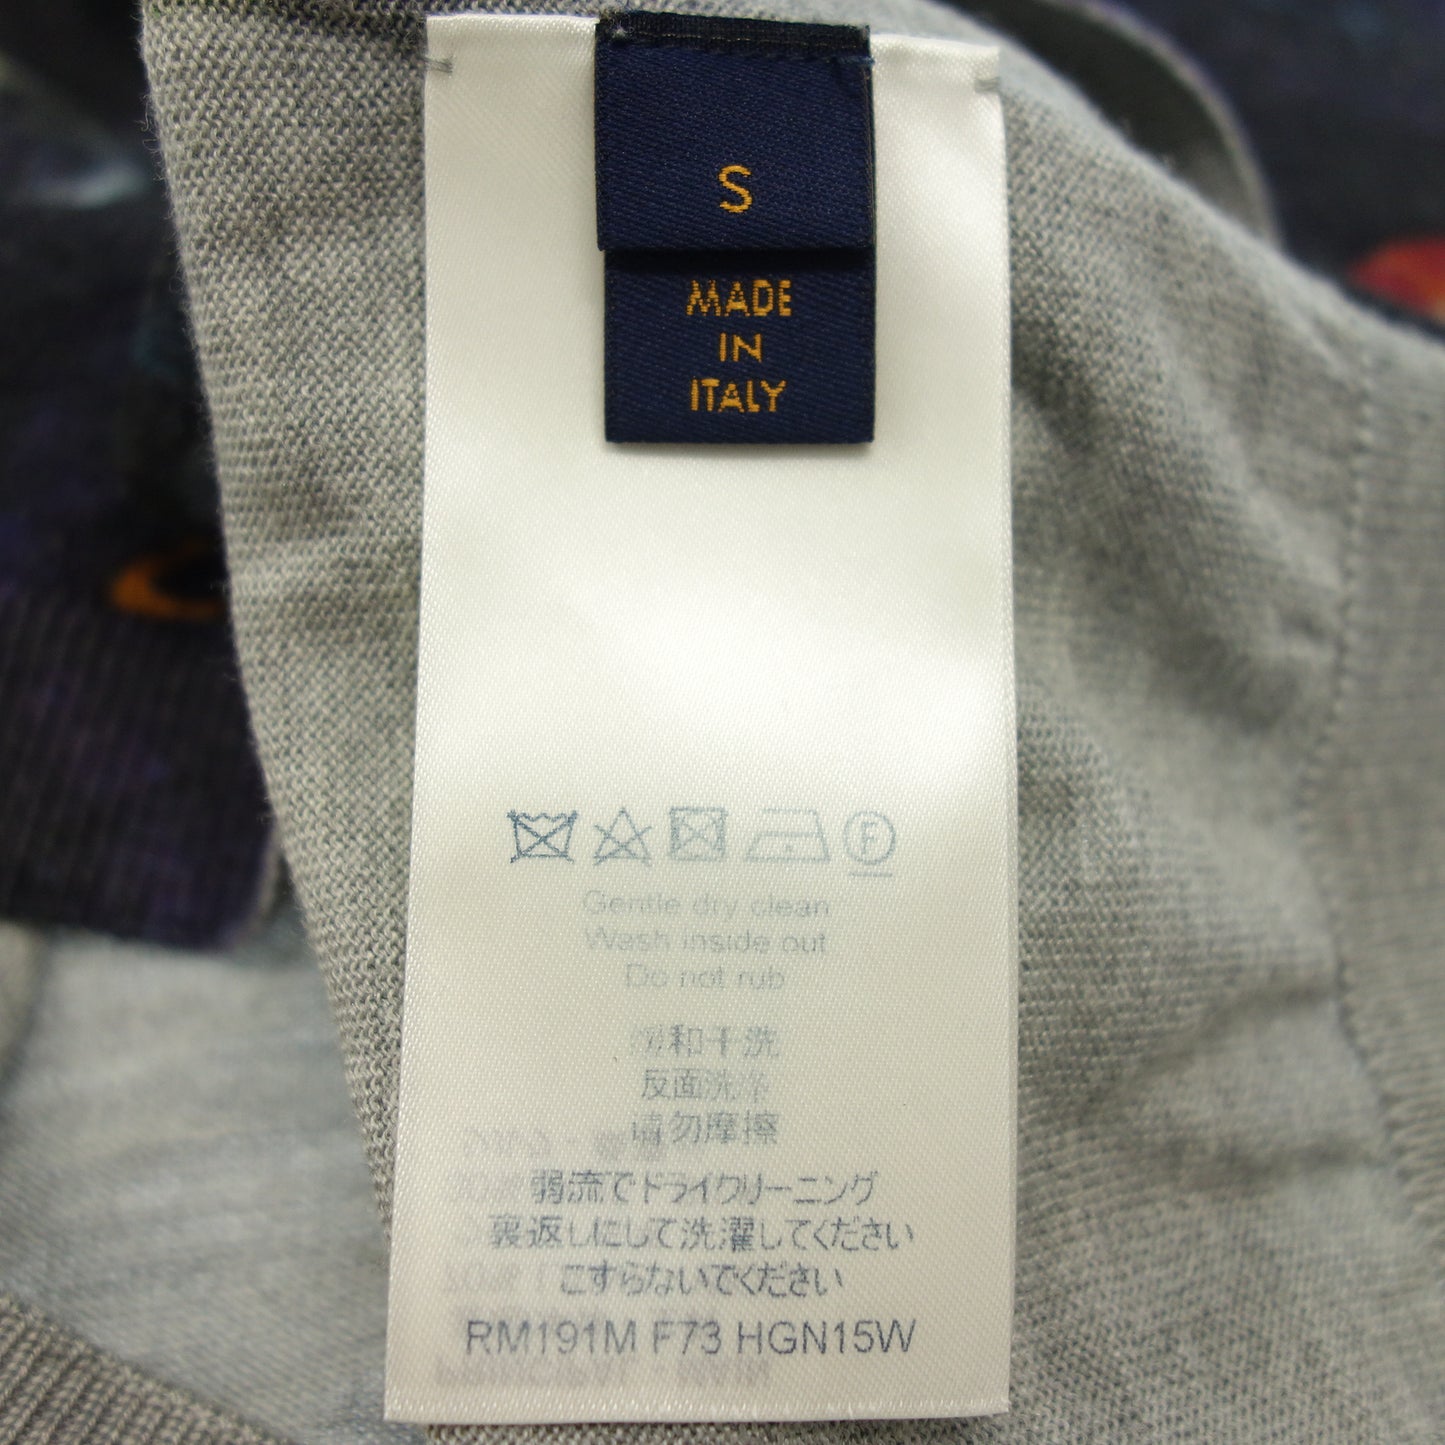 S
MADE
IN
ITALY
F
Gentle dry clean
Wash inside out
Do not rub
缓和干洗
反面洗净
请勿摩擦
弱流でドライクリーニング
裏返しにして洗濯してください
こすらないでください
RM191M F73 HGN15W